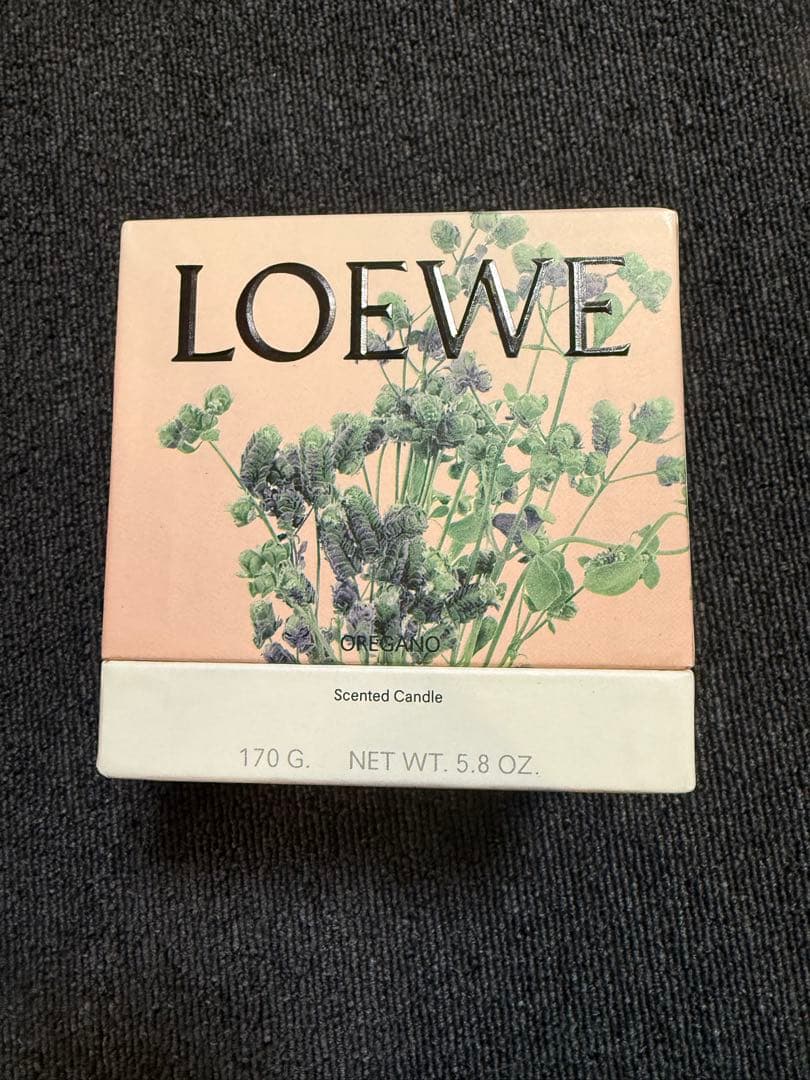 LOEWE
OREGANO
Scented Candle
170 G. NET WT. 5.8 OZ.